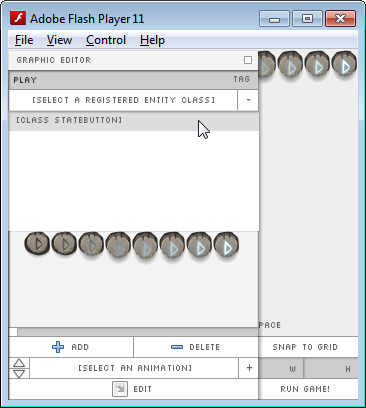 Adobe Flash Player 11
File View Control Help
GRAPHIC EDITOR
PLAY TAG
[SELECT A REGISTERED ENTITY CLASS] -
[CLASS STATEBUTTON]
PACE
ADD DELETE SNAP TO GRID
[SELECT AN ANIMATION] + W H
EDIT RUN GAME!